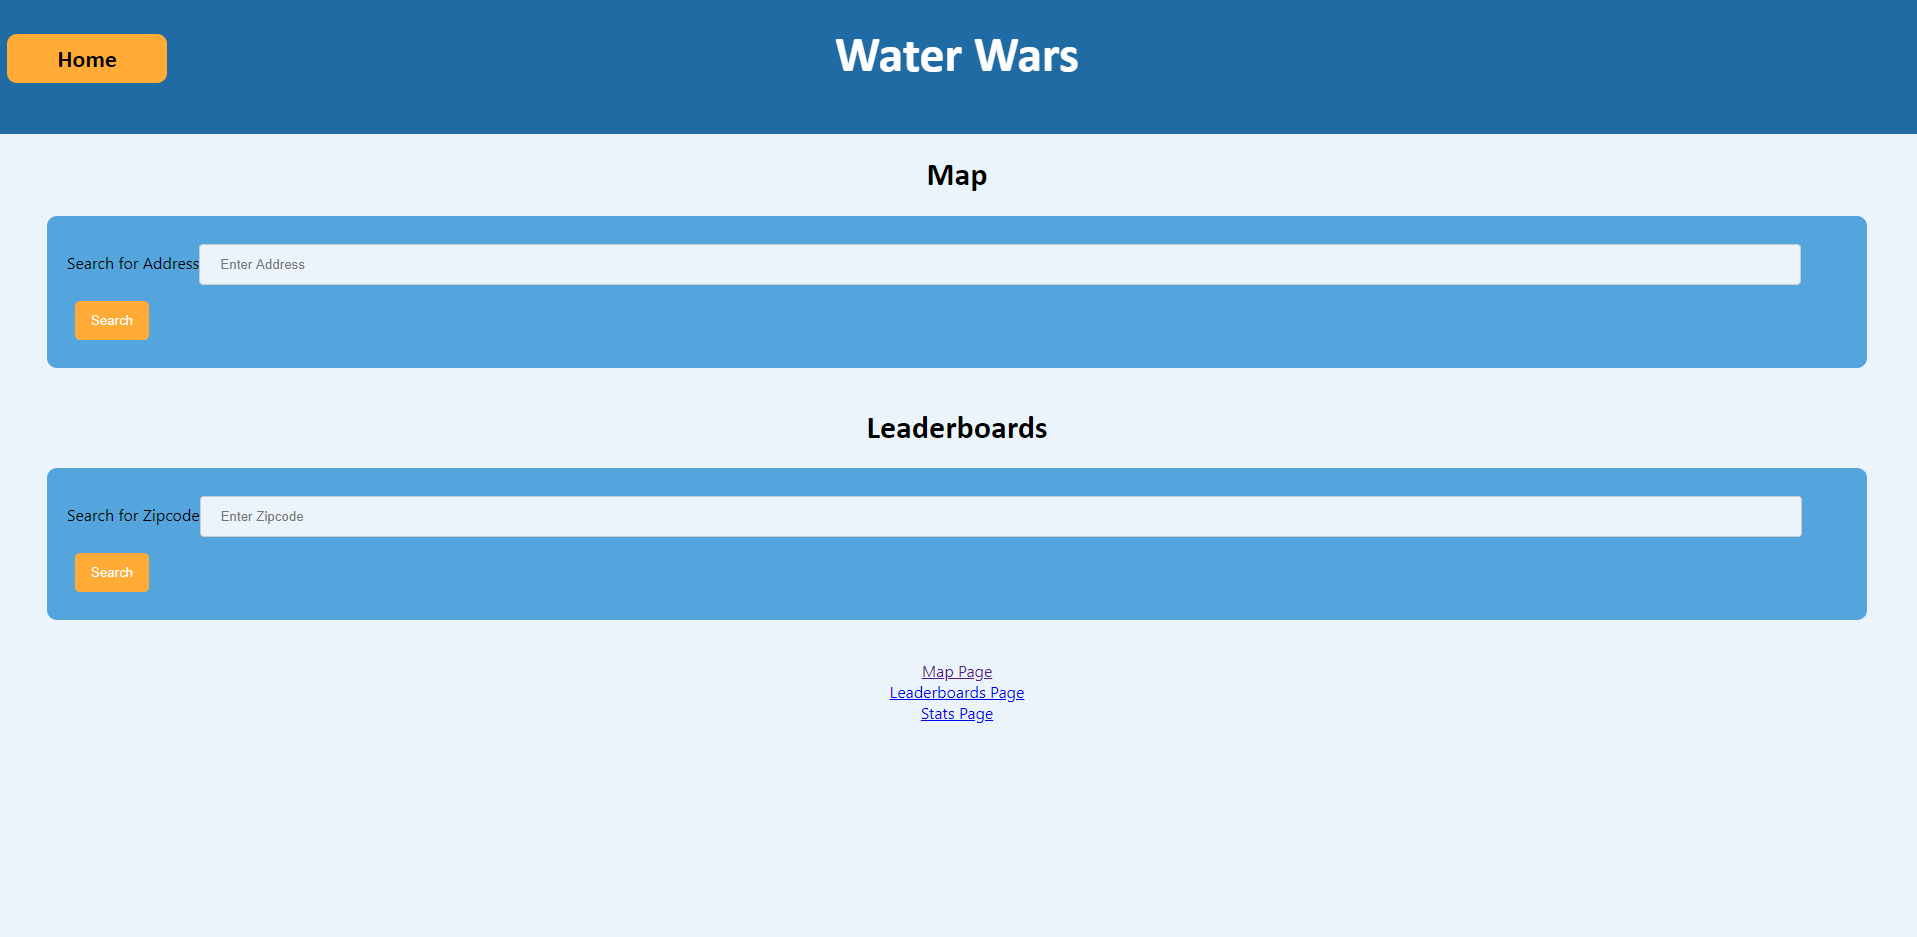 Home
Water Wars
Map
Search for Address Enter Address
Search
Leaderboards
Search for Zipcode Enter Zipcode
Search
Map Page
Leaderboards Page
Stats Page